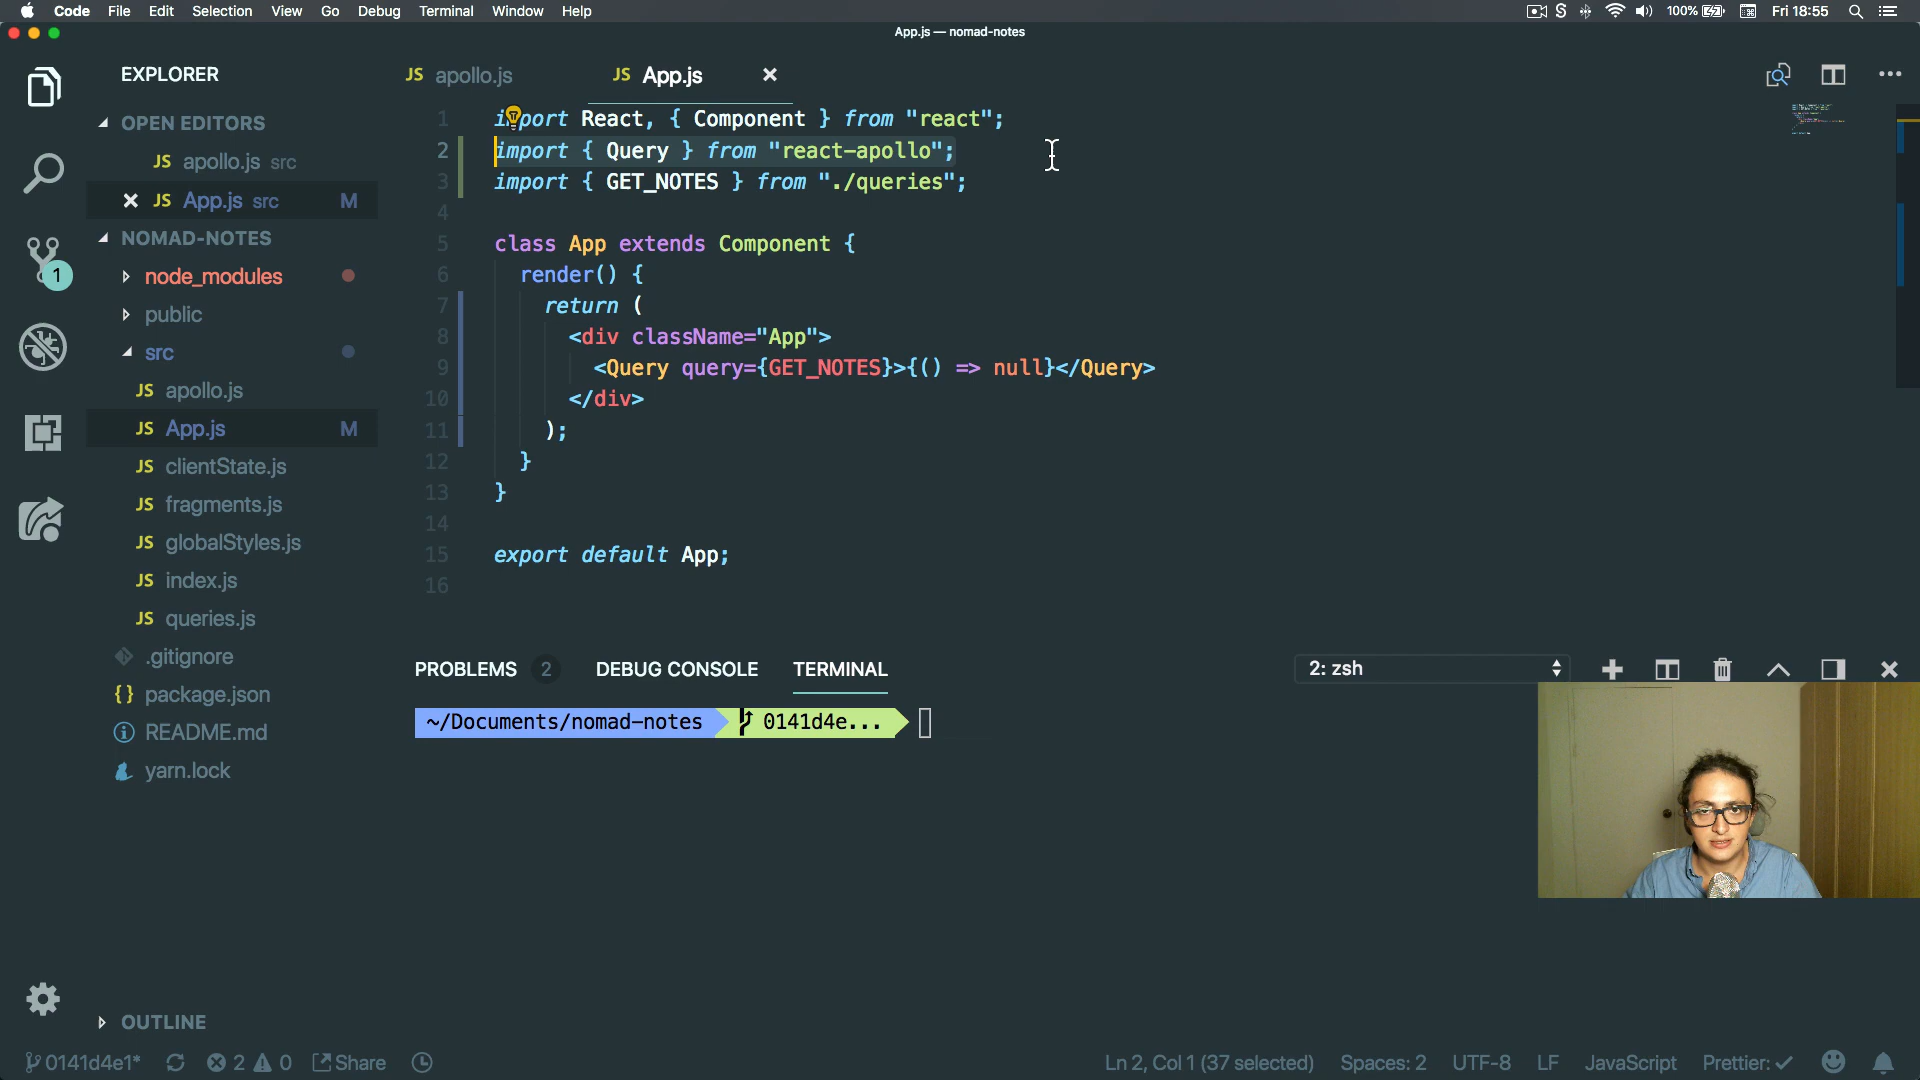 Code File Edit Selection View Go Debug Terminal Window Help
100% Fri 18:55
App.js — nomad-notes
EXPLORER
JS apollo.js
JS App.js
OPEN EDITORS
JS apollo.js src
JS App.js src M
NOMAD-NOTES
node_modules
public
src
JS apollo.js
JS App.js M
JS clientState.js
JS fragments.js
JS globalStyles.js
JS index.js
JS queries.js
.gitignore
{} package.json
README.md
yarn.lock
OUTLINE
1
1 import React, { Component } from "react";
2 import { Query } from "react-apollo";
3 import { GET_NOTES } from "./queries";
4
5 class App extends Component {
6 render() {
7 return (
8 <div className="App">
9 <Query query={GET_NOTES}>{() => null}</Query>
10 </div>
11 );
12 }
13 }
14
15 export default App;
16
PROBLEMS 2 DEBUG CONSOLE TERMINAL
2: zsh
~/Documents/nomad-notes 0141d4e...
0141d4e1* 2 0 Share
Ln 2, Col 1 (37 selected) Spaces: 2 UTF-8 LF JavaScript Prettier: ✓